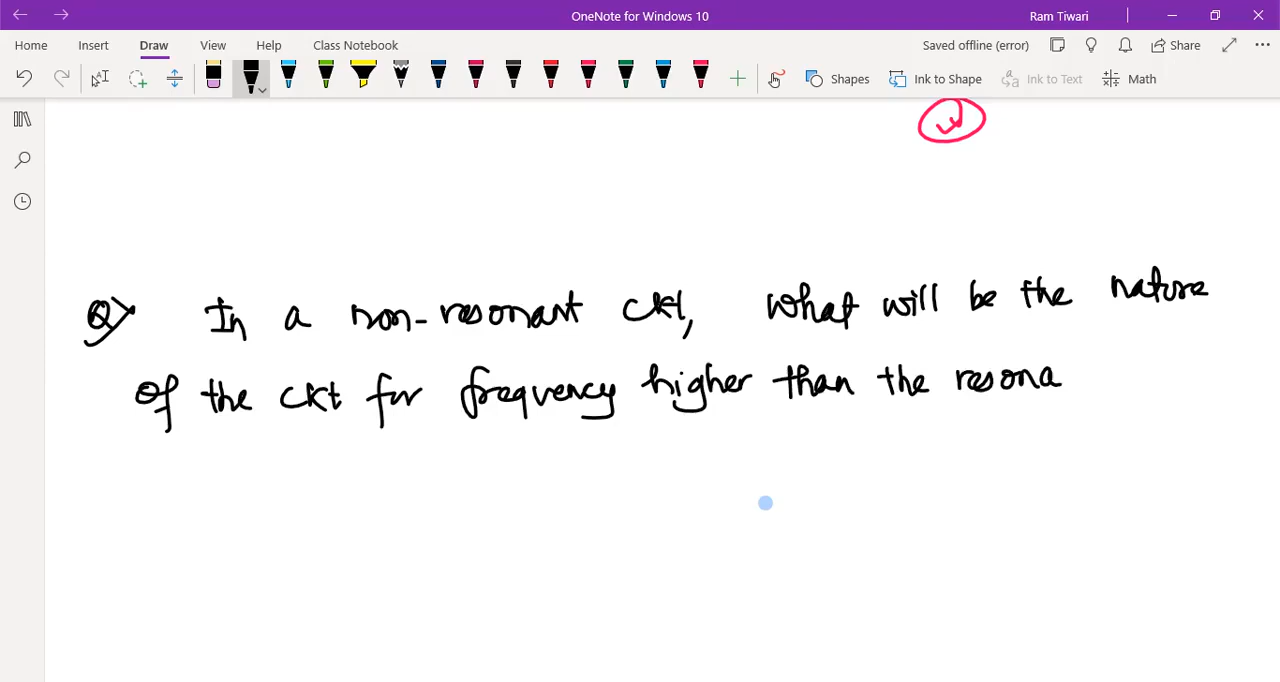 OneNote for Windows 10
Ram Tiwari
Home Insert Draw View Help Class Notebook
Saved offline (error) Share
Shapes Ink to Shape Ink to Text Math
Q> In a non-resonant ckt, what will be the nature
of the ckt for frequency higher than the resona